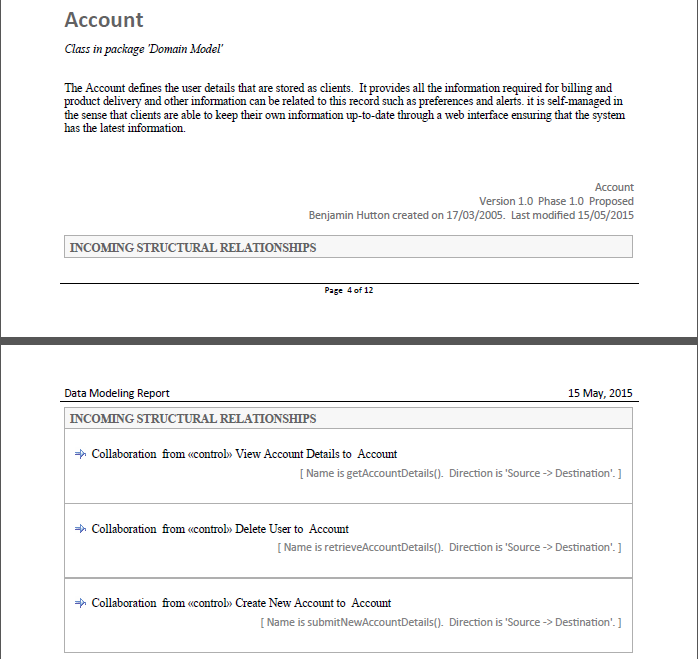 Account
Class in package 'Domain Model'
The Account defines the user details that are stored as clients.  It provides all the information required for billing and
product delivery and other information can be related to this record such as preferences and alerts. it is self-managed in
the sense that clients are able to keep their own information up-to-date through a web interface ensuring that the system
has the latest information.
Account
Version 1.0  Phase 1.0  Proposed
Benjamin Hutton created on 17/03/2005.  Last modified 15/05/2015
INCOMING STRUCTURAL RELATIONSHIPS
Page  4 of 12
Data Modeling Report 15 May, 2015
INCOMING STRUCTURAL RELATIONSHIPS
Collaboration  from «control» View Account Details to  Account
[ Name is getAccountDetails().  Direction is 'Source -> Destination'. ]
Collaboration  from «control» Delete User to  Account
[ Name is retrieveAccountDetails().  Direction is 'Source -> Destination'. ]
Collaboration  from «control» Create New Account to  Account
[ Name is submitNewAccountDetails().  Direction is 'Source -> Destination'. ]